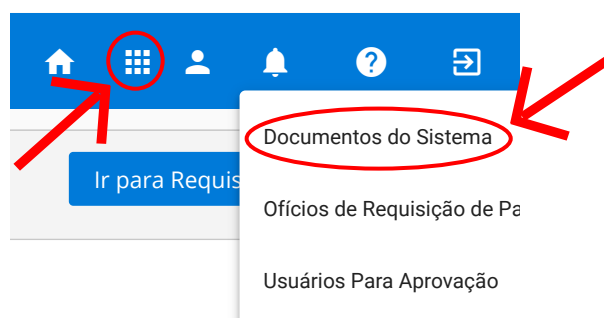 Ir para Requis
Documentos do Sistema
Ofícios de Requisição de Pa
Usuários Para Aprovação